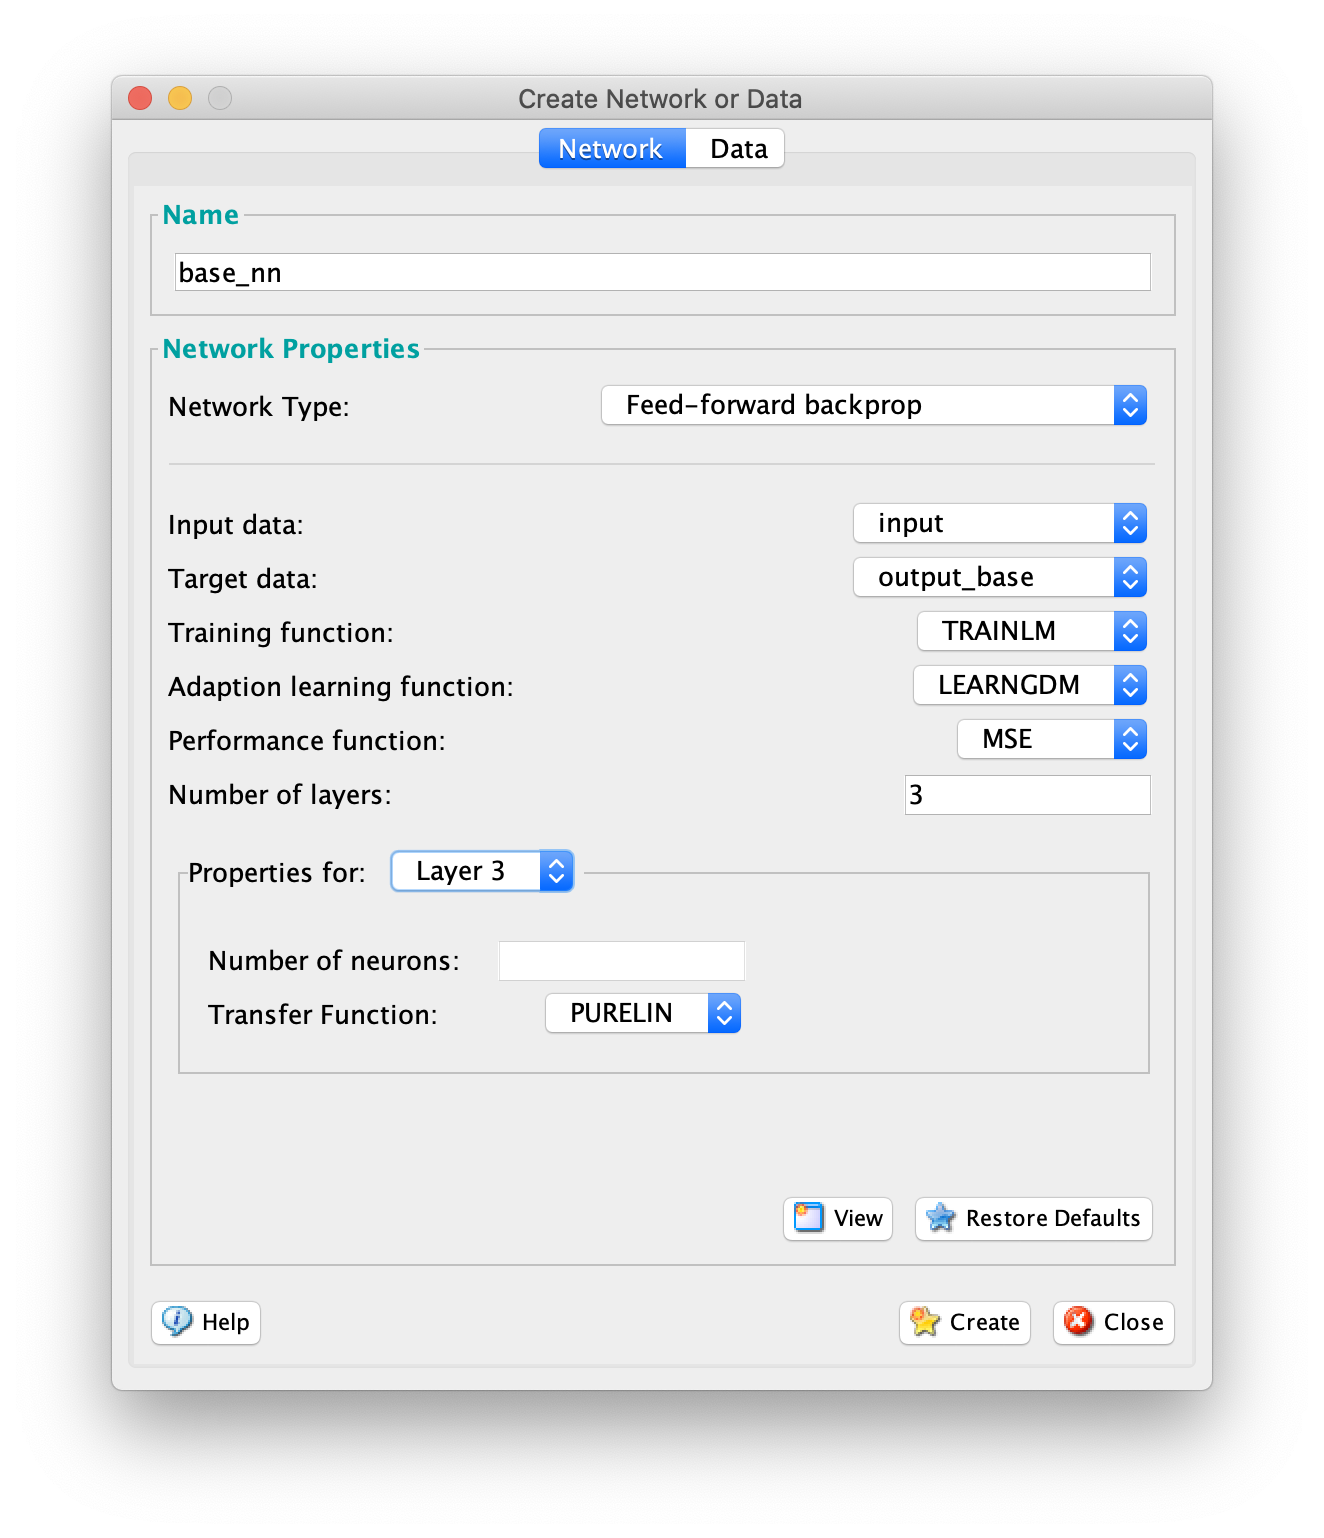 Create Network or Data
Network Data
Name
base_nn
Network Properties
Network Type: Feed-forward backprop
Input data: input
Target data: output_base
Training function: TRAINLM
Adaption learning function: LEARNGDM
Performance function: MSE
Number of layers: 3
Properties for: Layer 3
Number of neurons:
Transfer Function: PURELIN
View Restore Defaults
Help Create Close